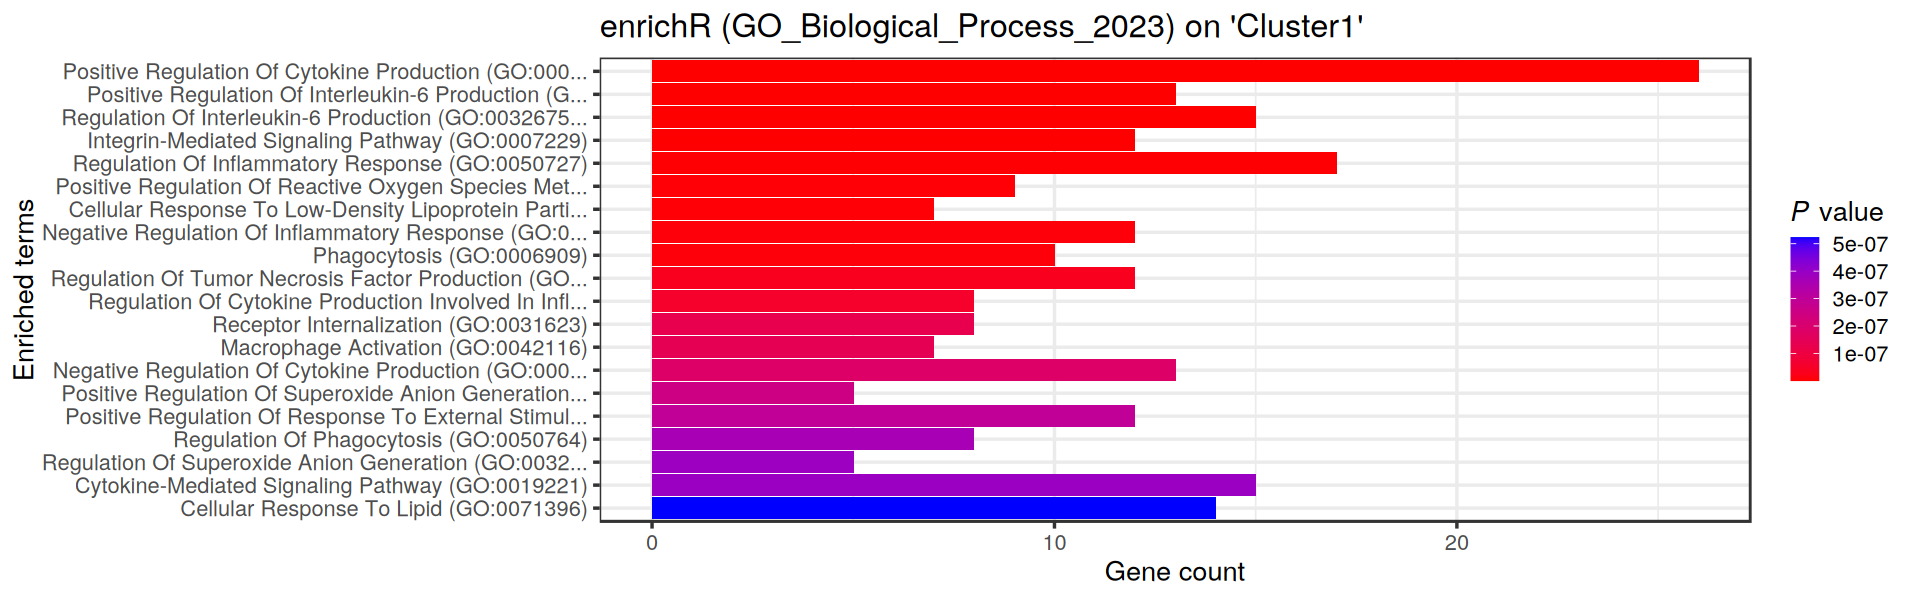 enrichR (GO_Biological_Process_2023) on 'Cluster1'
Positive Regulation Of Cytokine Production (GO:000...
Positive Regulation Of Interleukin-6 Production (G...
Regulation Of Interleukin-6 Production (GO:0032675...
Integrin-Mediated Signaling Pathway (GO:0007229)
Regulation Of Inflammatory Response (GO:0050727)
Positive Regulation Of Reactive Oxygen Species Met...
Cellular Response To Low-Density Lipoprotein Parti...
Negative Regulation Of Inflammatory Response (GO:0...
Phagocytosis (GO:0006909)
Regulation Of Tumor Necrosis Factor Production (GO...
Regulation Of Cytokine Production Involved In Infl...
Receptor Internalization (GO:0031623)
Macrophage Activation (GO:0042116)
Negative Regulation Of Cytokine Production (GO:000...
Positive Regulation Of Superoxide Anion Generation...
Positive Regulation Of Response To External Stimul...
Regulation Of Phagocytosis (GO:0050764)
Regulation Of Superoxide Anion Generation (GO:0032...
Cytokine-Mediated Signaling Pathway (GO:0019221)
Cellular Response To Lipid (GO:0071396)
Enriched terms
0 10 20
Gene count
P value
5e-07
4e-07
3e-07
2e-07
1e-07